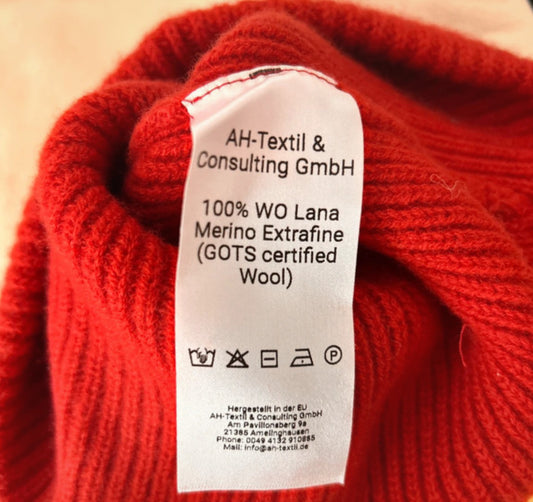 AH-Textil &
Consulting GmbH
100% WO Lana
Merino Extrafine
(GOTS certified
Wool)
P
Hergestellt in der EU
AH-Textil & Consulting GmbH
Am Pavillonsberg 9a
21385 Amelinghausen
Phone: 0049 4132 910885
Mail: info@ah-textil.de